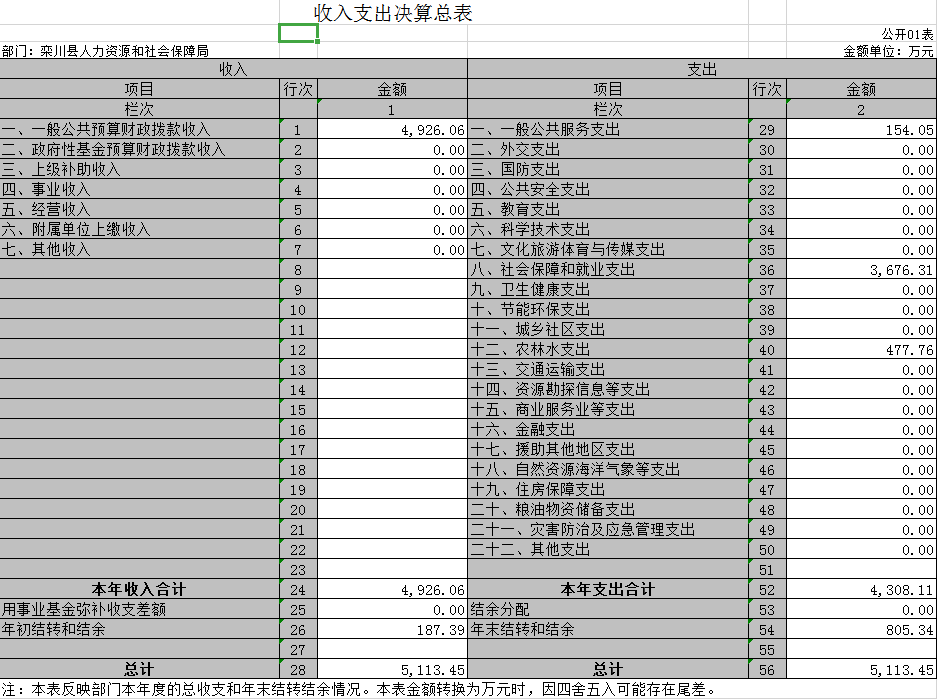 收入支出决算总表
公开01表
部门：栾川县人力资源和社会保障局 金额单位：万元
收入 支出
项目 行次 金额 项目 行次 金额
栏次 1 栏次 2
一、一般公共预算财政拨款收入 1 4,926.06 一、一般公共服务支出 29 154.05
二、政府性基金预算财政拨款收入 2 0.00 二、外交支出 30 0.00
三、上级补助收入 3 0.00 三、国防支出 31 0.00
四、事业收入 4 0.00 四、公共安全支出 32 0.00
五、经营收入 5 0.00 五、教育支出 33 0.00
六、附属单位上缴收入 6 0.00 六、科学技术支出 34 0.00
七、其他收入 7 0.00 七、文化旅游体育与传媒支出 35 0.00
8 八、社会保障和就业支出 36 3,676.31
9 九、卫生健康支出 37 0.00
10 十、节能环保支出 38 0.00
11 十一、城乡社区支出 39 0.00
12 十二、农林水支出 40 477.76
13 十三、交通运输支出 41 0.00
14 十四、资源勘探信息等支出 42 0.00
15 十五、商业服务业等支出 43 0.00
16 十六、金融支出 44 0.00
17 十七、援助其他地区支出 45 0.00
18 十八、自然资源海洋气象等支出 46 0.00
19 十九、住房保障支出 47 0.00
20 二十、粮油物资储备支出 48 0.00
21 二十一、灾害防治及应急管理支出 49 0.00
22 二十二、其他支出 50 0.00
23 51
本年收入合计 24 4,926.06 本年支出合计 52 4,308.11
用事业基金弥补收支差额 25 0.00 结余分配 53 0.00
年初结转和结余 26 187.39 年末结转和结余 54 805.34
27 55
总计 28 5,113.45 总计 56 5,113.45
注：本表反映部门本年度的总收支和年末结转结余情况。本表金额转换为万元时，因四舍五入可能存在尾差。